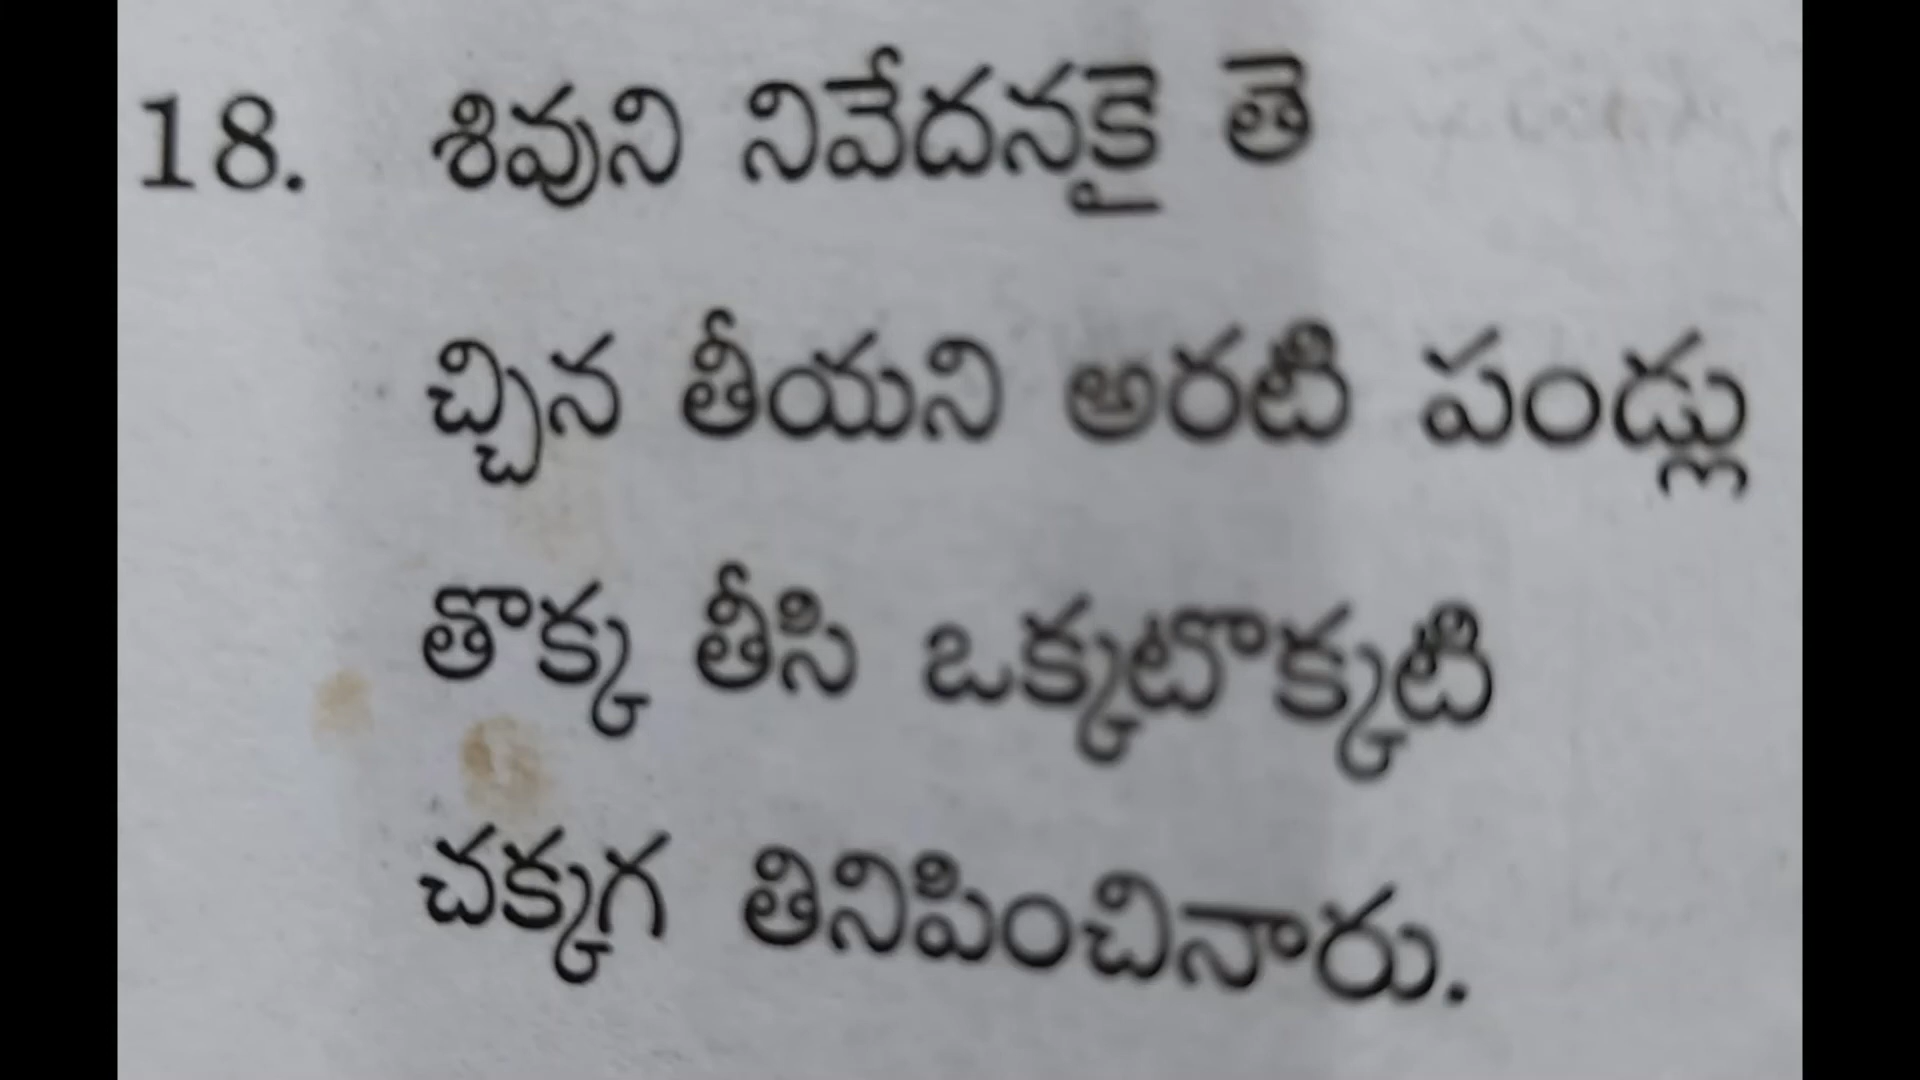 18. శివుని నివేదనకై తె
చ్చిన తీయని అరటి పండ్లు
తొక్క తీసి ఒక్కటొక్కటి
చక్కగ తినిపించినారు.